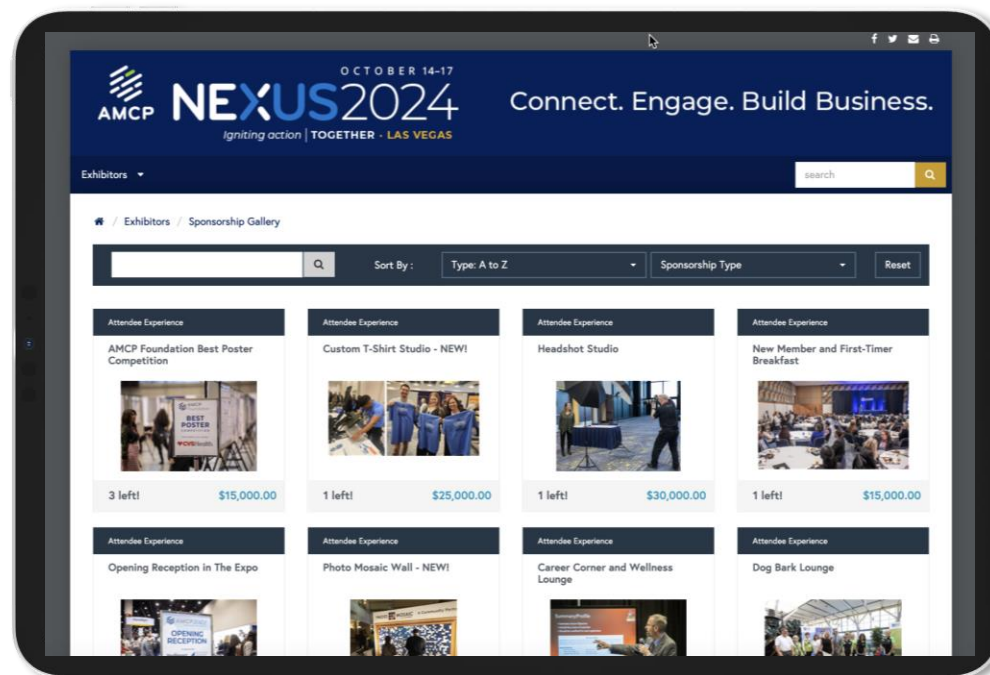 OCTOBER 14-17
AMCP
NEXUS2024
Igniting action | TOGETHER - LAS VEGAS
Connect. Engage. Build Business.
Exhibitors
search
/ Exhibitors / Sponsorship Gallery
Sort By :
Type: A to Z
Sponsorship Type
Reset
Attendee Experience
AMCP Foundation Best Poster
Competition
BEST
POSTER
COMPETITION
CVSHealth
3 left!
$15,000.00
Attendee Experience
Custom T-Shirt Studio - NEW!
1 left!
$25,000.00
Attendee Experience
Headshot Studio
1 left!
$30,000.00
Attendee Experience
New Member and First-Timer
Breakfast
1 left!
$15,000.00
Attendee Experience
Opening Reception in The Expo
OPENING
RECEPTION
Attendee Experience
Photo Mosaic Wall - NEW!
MOSAIC
Attendee Experience
Career Corner and Wellness
Lounge
Attendee Experience
Dog Bark Lounge